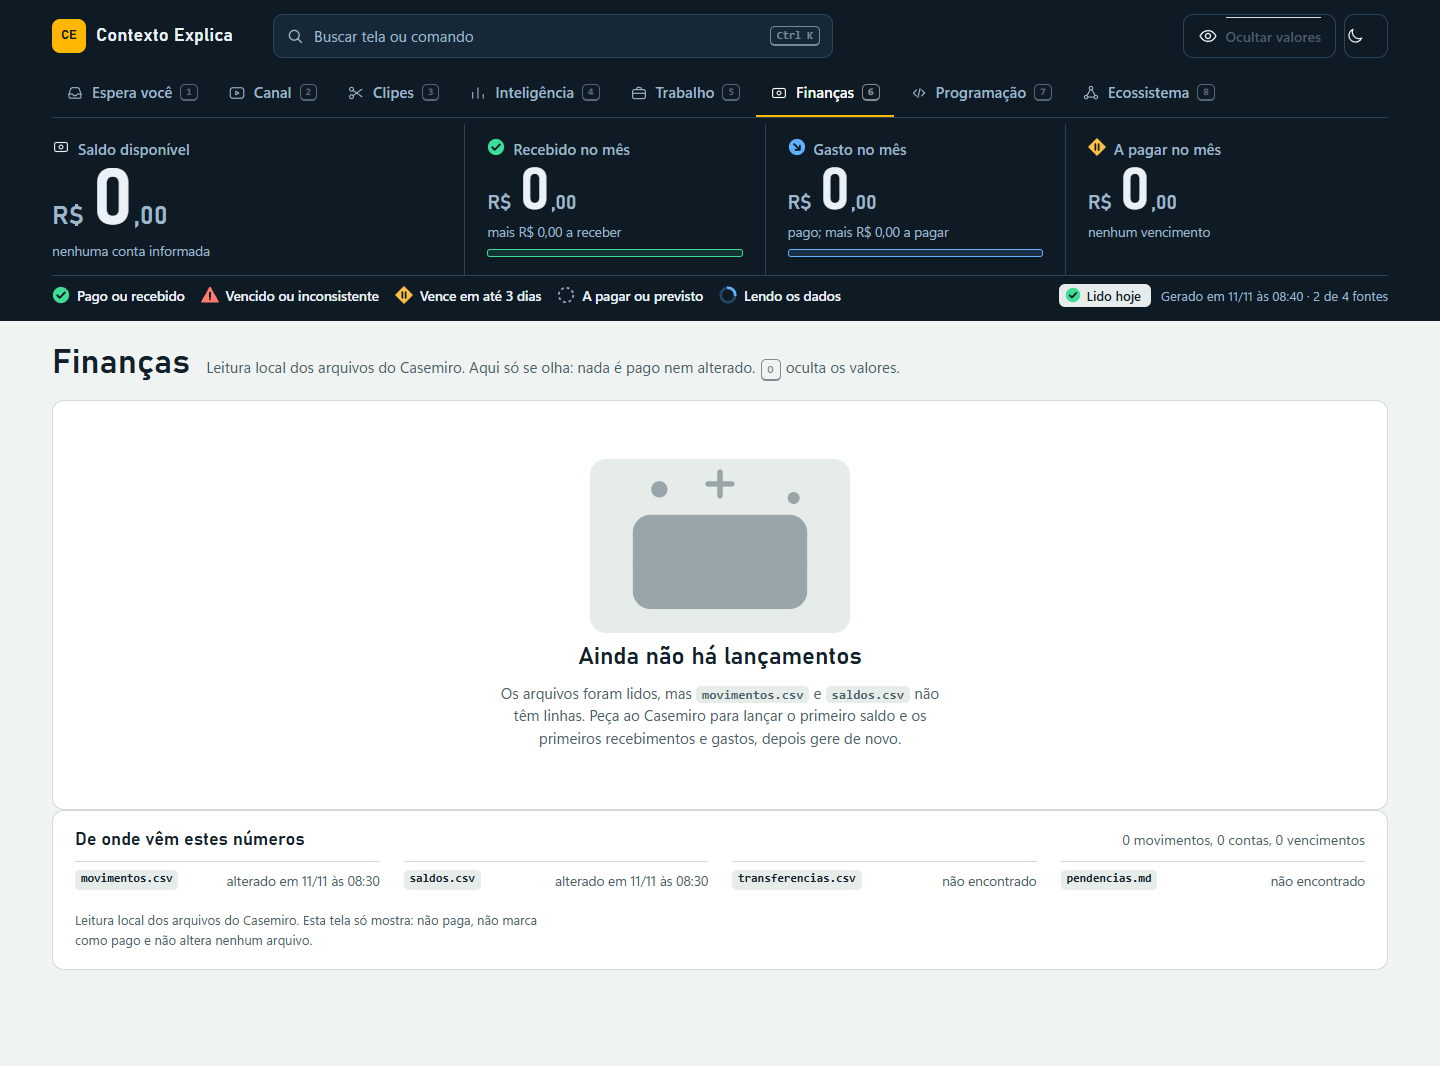 CE Contexto Explica
Buscar tela ou comando Ctrl K
Ocultar valores
Espera você 1 Canal 2 Clipes 3 Inteligência 4 Trabalho 5 Finanças 6 Programação 7 Ecossistema 8
Saldo disponível
R$ 0,00
nenhuma conta informada
Recebido no mês
R$ 0,00
mais R$ 0,00 a receber
Gasto no mês
R$ 0,00
pago; mais R$ 0,00 a pagar
A pagar no mês
R$ 0,00
nenhum vencimento
Pago ou recebido Vencido ou inconsistente Vence em até 3 dias A pagar ou previsto Lendo os dados
Lido hoje Gerado em 11/11 às 08:40 · 2 de 4 fontes
Finanças Leitura local dos arquivos do Casemiro. Aqui só se olha: nada é pago nem alterado. O oculta os valores.
Ainda não há lançamentos
Os arquivos foram lidos, mas movimentos.csv e saldos.csv não
têm linhas. Peça ao Casemiro para lançar o primeiro saldo e os
primeiros recebimentos e gastos, depois gere de novo.
De onde vêm estes números 0 movimentos, 0 contas, 0 vencimentos
movimentos.csv alterado em 11/11 às 08:30
saldos.csv alterado em 11/11 às 08:30
transferencias.csv não encontrado
pendencias.md não encontrado
Leitura local dos arquivos do Casemiro. Esta tela só mostra: não paga, não marca
como pago e não altera nenhum arquivo.